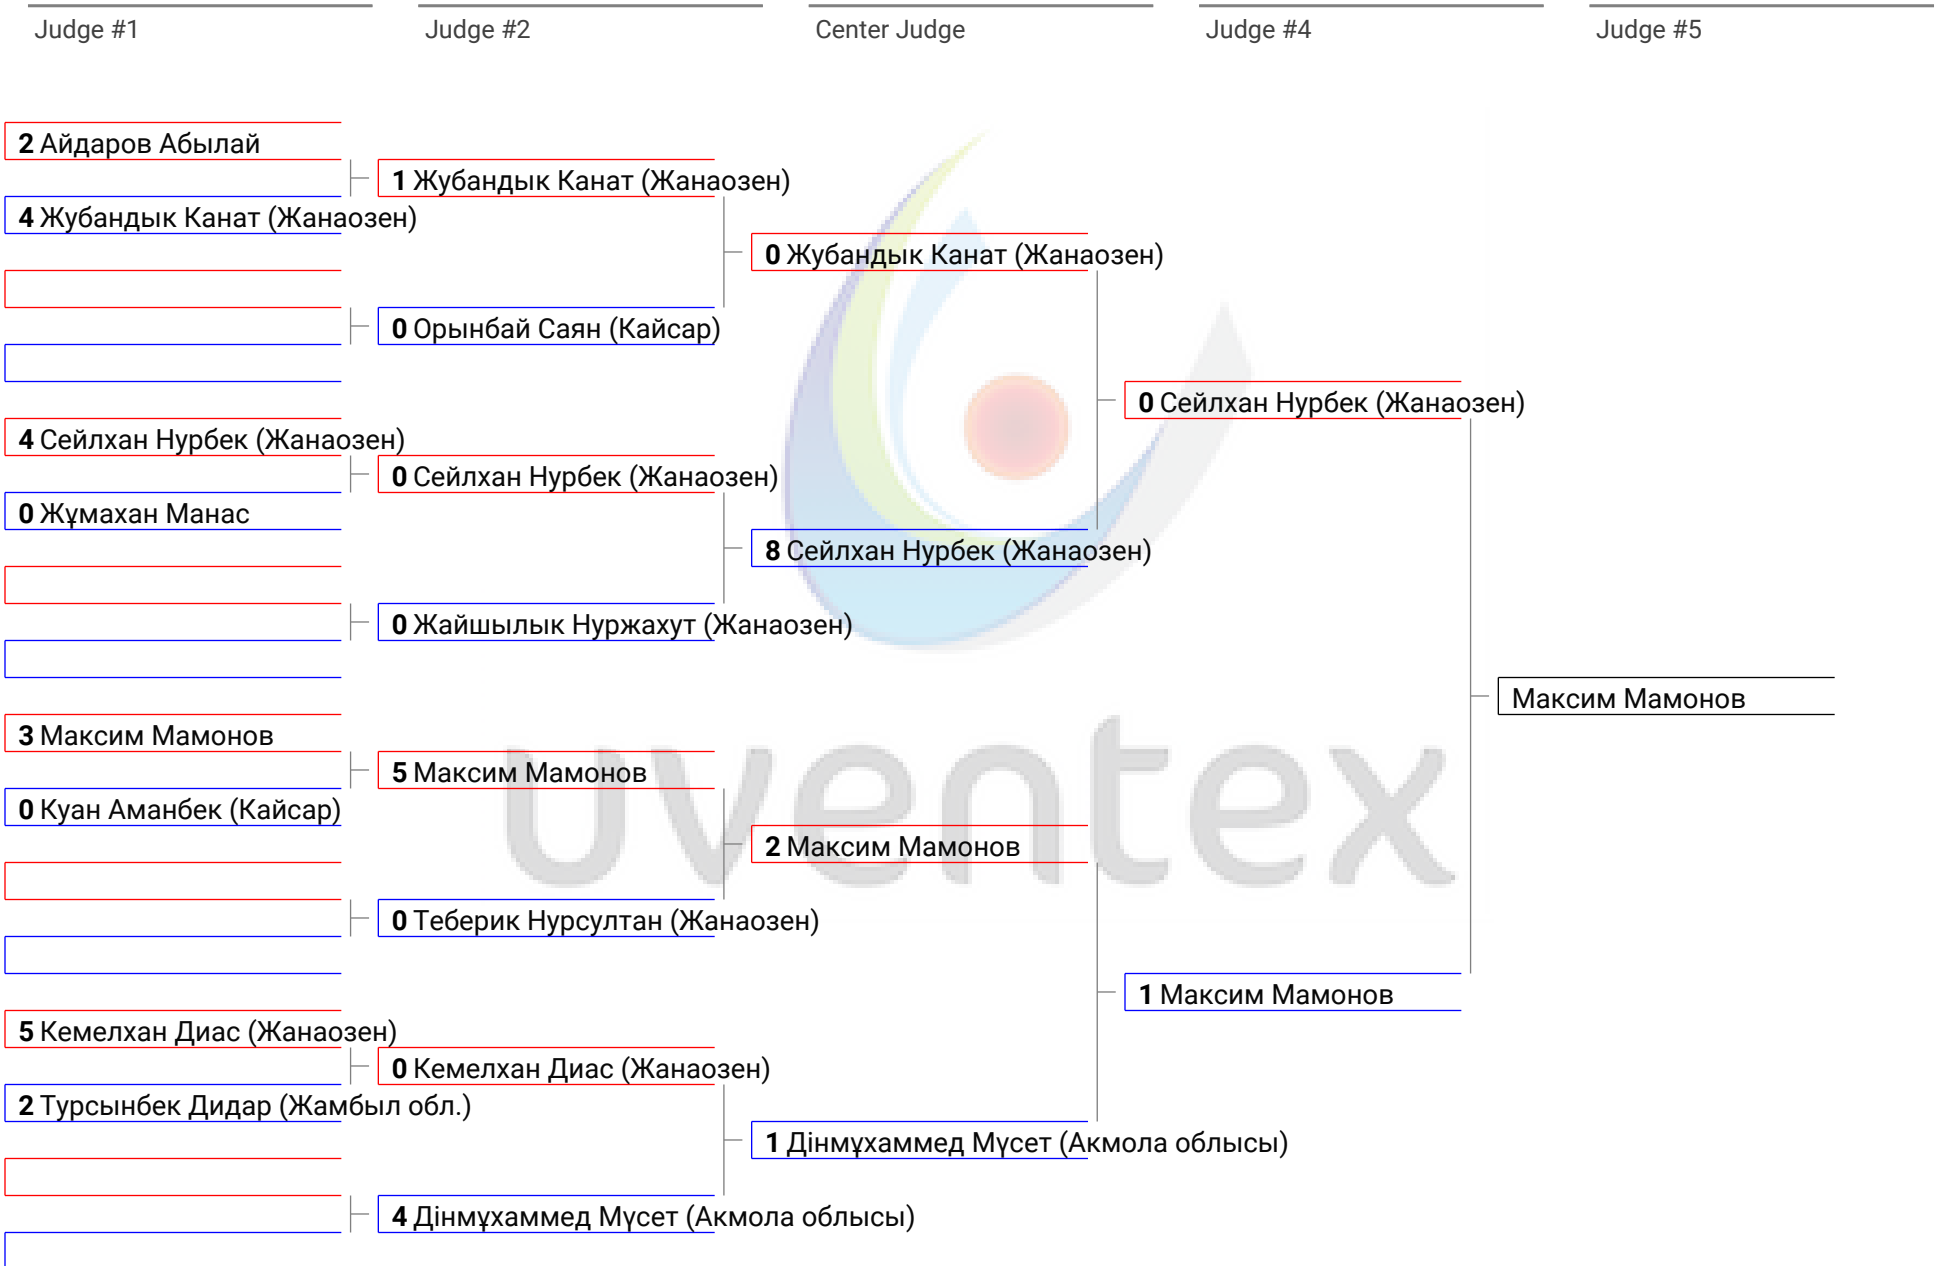 Judge #1 Judge #2 Center Judge Judge #4 Judge #5
2 Айдаров Абылай
1 Жубандык Канат (Жанаозен)
4 Жубандык Канат (Жанаозен)
0 Жубандык Канат (Жанаозен)
0 Орынбай Саян (Кайсар)
0 Сейлхан Нурбек (Жанаозен)
4 Сейлхан Нурбек (Жанаозен)
0 Сейлхан Нурбек (Жанаозен)
0 Жұмахан Манас
8 Сейлхан Нурбек (Жанаозен)
0 Жайшылык Нуржахут (Жанаозен)
Максим Мамонов
3 Максим Мамонов
5 Максим Мамонов
0 Куан Аманбек (Кайсар)
uventex
2 Максим Мамонов
0 Теберик Нурсултан (Жанаозен)
1 Максим Мамонов
5 Кемелхан Диас (Жанаозен)
0 Кемелхан Диас (Жанаозен)
2 Турсынбек Дидар (Жамбыл обл.)
1 Дінмұхаммед Мүсет (Акмола облысы)
4 Дінмұхаммед Мүсет (Акмола облысы)